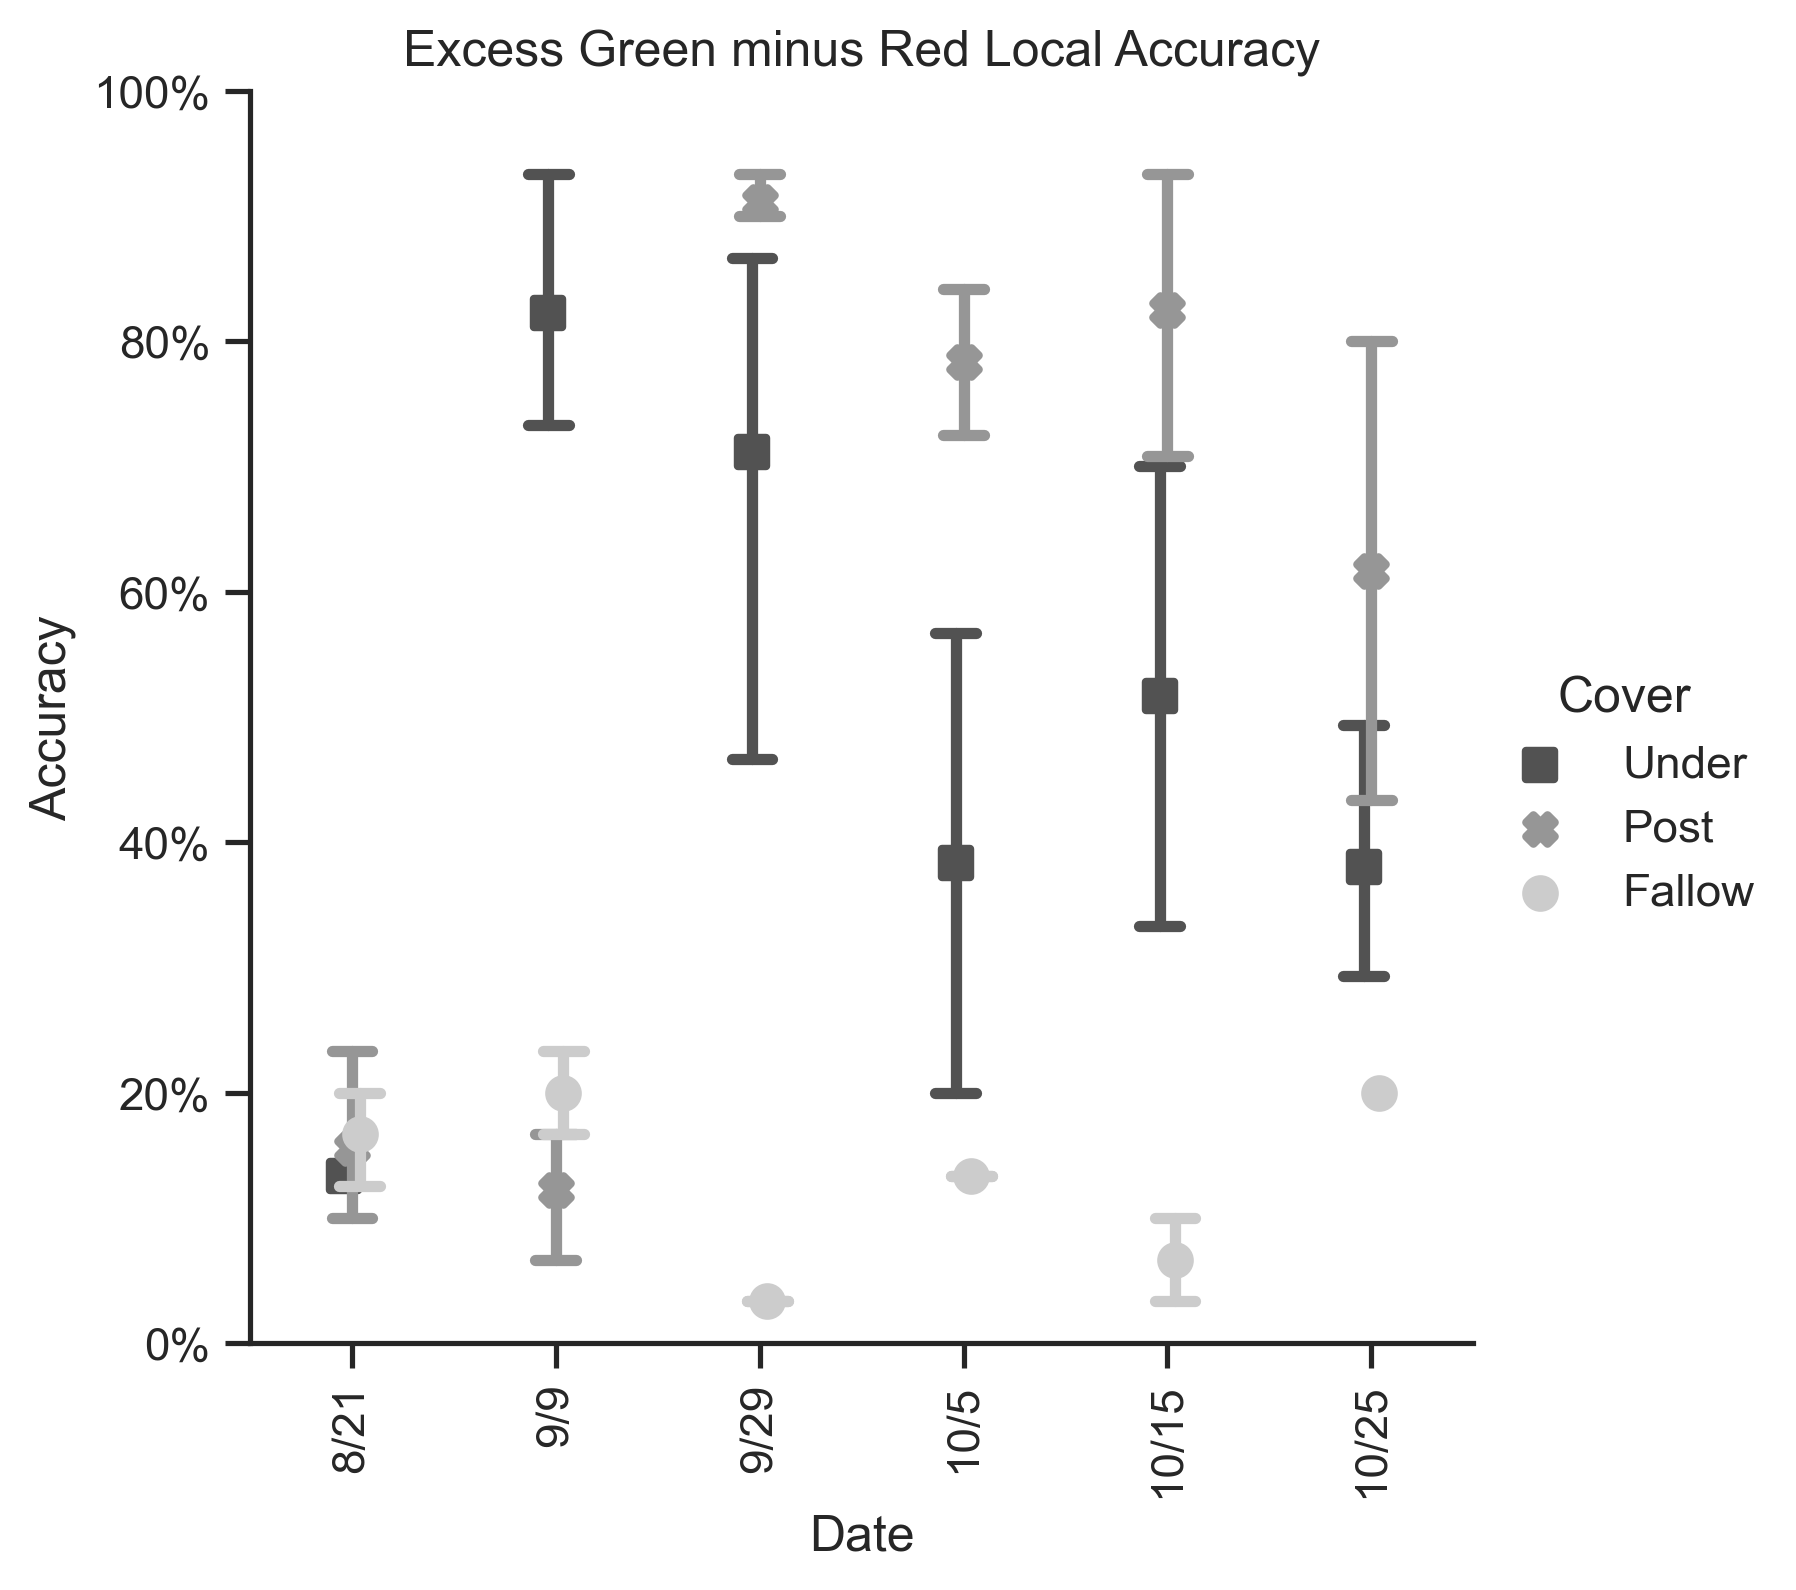 Excess Green minus Red Local Accuracy
100%
80%
60%
40%
20%
0%
Accuracy
8/21
9/9
9/29
10/5
10/15
10/25
Date
Cover
Under
Post
Fallow